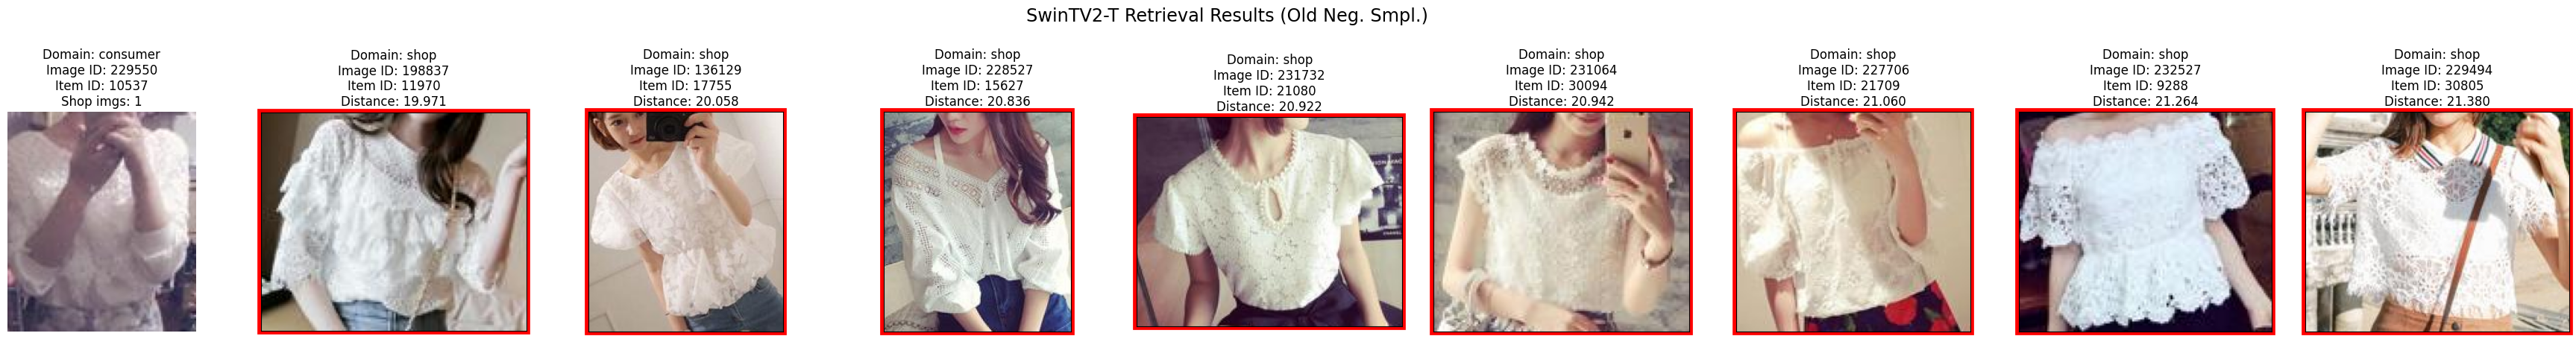 SwinTV2-T Retrieval Results (Old Neg. Smpl.)
Domain: consumer
Image ID: 229550
Item ID: 10537
Shop imgs: 1
Domain: shop
Image ID: 198837
Item ID: 11970
Distance: 19.971
Domain: shop
Image ID: 136129
Item ID: 17755
Distance: 20.058
Domain: shop
Image ID: 228527
Item ID: 15627
Distance: 20.836
Domain: shop
Image ID: 231732
Item ID: 21080
Distance: 20.922
Domain: shop
Image ID: 231064
Item ID: 30094
Distance: 20.942
Domain: shop
Image ID: 227706
Item ID: 21709
Distance: 21.060
Domain: shop
Image ID: 232527
Item ID: 9288
Distance: 21.264
Domain: shop
Image ID: 229494
Item ID: 30805
Distance: 21.380